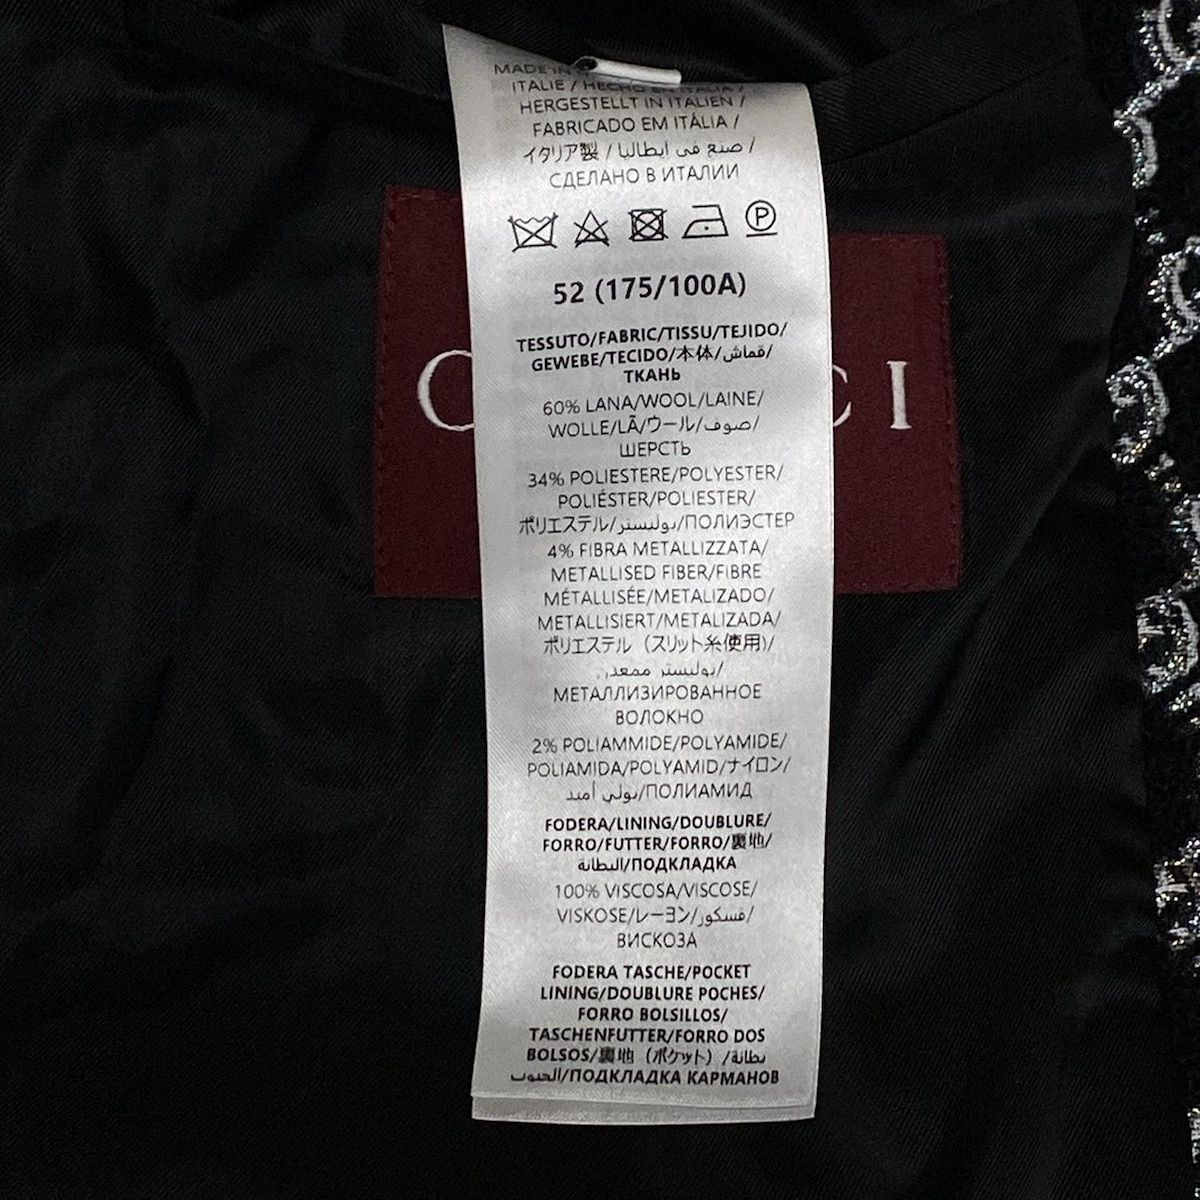 MADE IN
ITALIE / HECHO EN ITALIA /
HERGESTELLT IN ITALIEN /
FABRICADO EM ITÁLIA /
イタリア製 / صنع في ايطاليا /
СДЕЛАНО В ИТАЛИИ
P
52 (175/100A)
TESSUTO/FABRIC/TISSU/TEJIDO/
GEWEBE/TECIDO/本体/قماش/
ТКАНЬ
60% LANA/WOOL/LAINE/
WOLLE/LÃ/ウール/صوف/
ШЕРСТЬ
34% POLIESTERE/POLYESTER/
POLIÉSTER/POLIESTER/
ポリエステル/بوليستر/ПОЛИЭСТЕР
4% FIBRA METALLIZZATA/
METALLISED FIBER/FIBRE
MÉTALLISÉE/METALIZADO/
METALLISIERT/METALIZADA/
ポリエステル (スリット糸使用)/
بوليستر ممعدن/
МЕТАЛЛИЗИРОВАННОЕ
ВОЛОКНО
2% POLIAMMIDE/POLYAMIDE/
POLIAMIDA/POLYAMID/ナイロン/
بولي أميد/ПОЛИАМИД
FODERA/LINING/DOUBLURE/
FORRO/FUTTER/FORRO/裏地/
البطانة/ПОДКЛАДКА
100% VISCOSA/VISCOSE/
VISKOSE/レーヨン/فسكوز/
ВИСКОЗА
FODERA TASCHE/POCKET
LINING/DOUBLURE POCHES/
FORRO BOLSILLOS/
TASCHENFUTTER/FORRO DOS
BOLSOS/裏地 (ポケット) /بطانة
الجيوب/ПОДКЛАДКА КАРМАНОВ